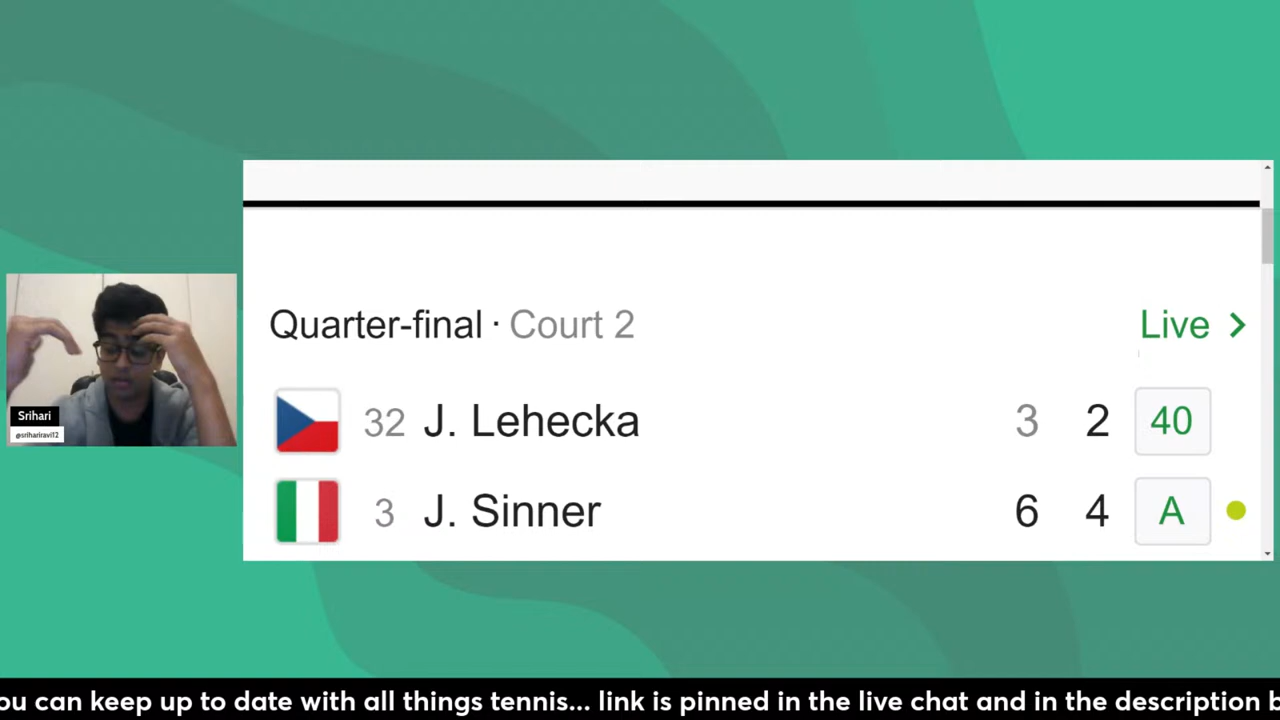 Quarter-final · Court 2
Live
32 J. Lehecka 3 2 40
3 J. Sinner 6 4 A
Srihari
@srihariravi12
ou can keep up to date with all things tennis... link is pinned in the live chat and in the description b